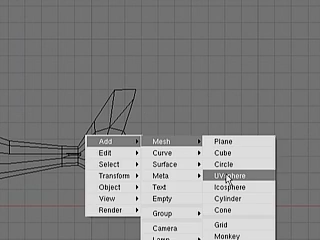 Add
Edit
Select
Transform
Object
View
Render
Mesh
Curve
Surface
Meta
Text
Empty
Group
Camera
Lamp
Plane
Cube
Circle
UVsphere
Icosphere
Cylinder
Cone
Grid
Monkey